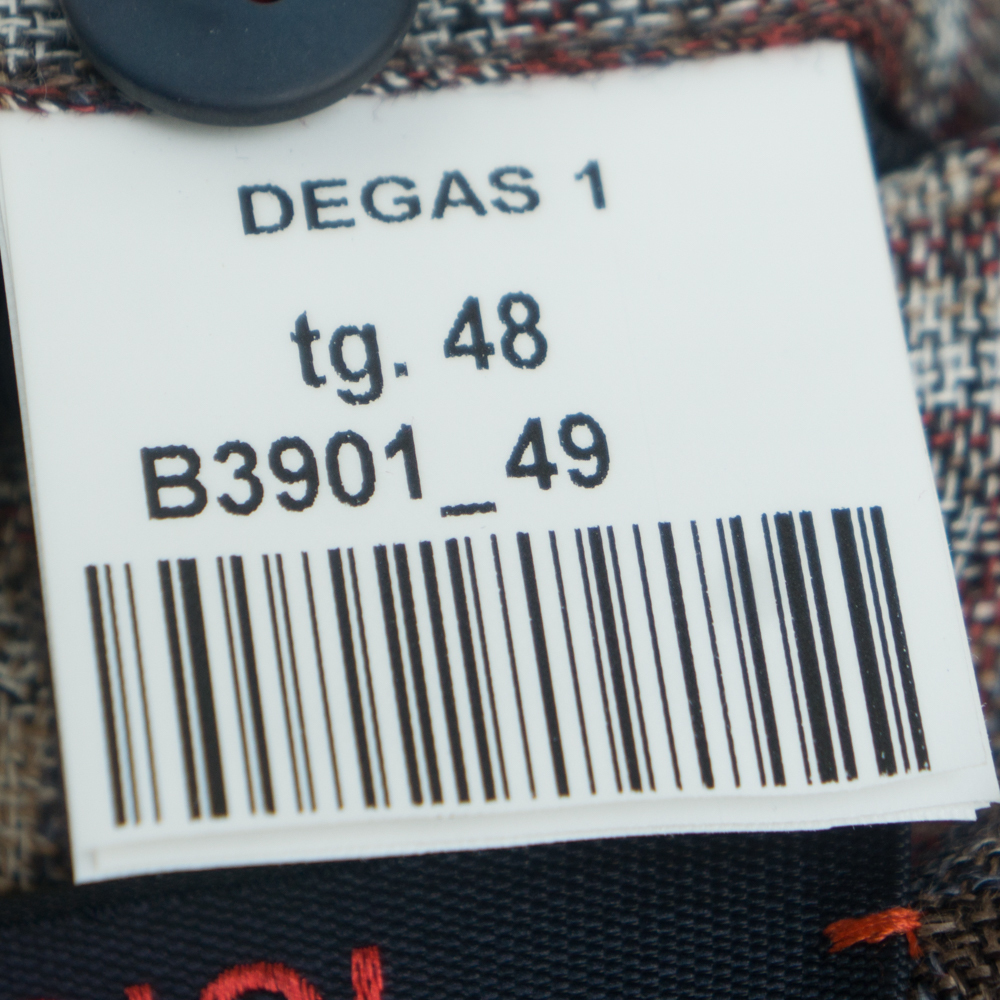 DEGAS 1
tg. 48
B3901_49